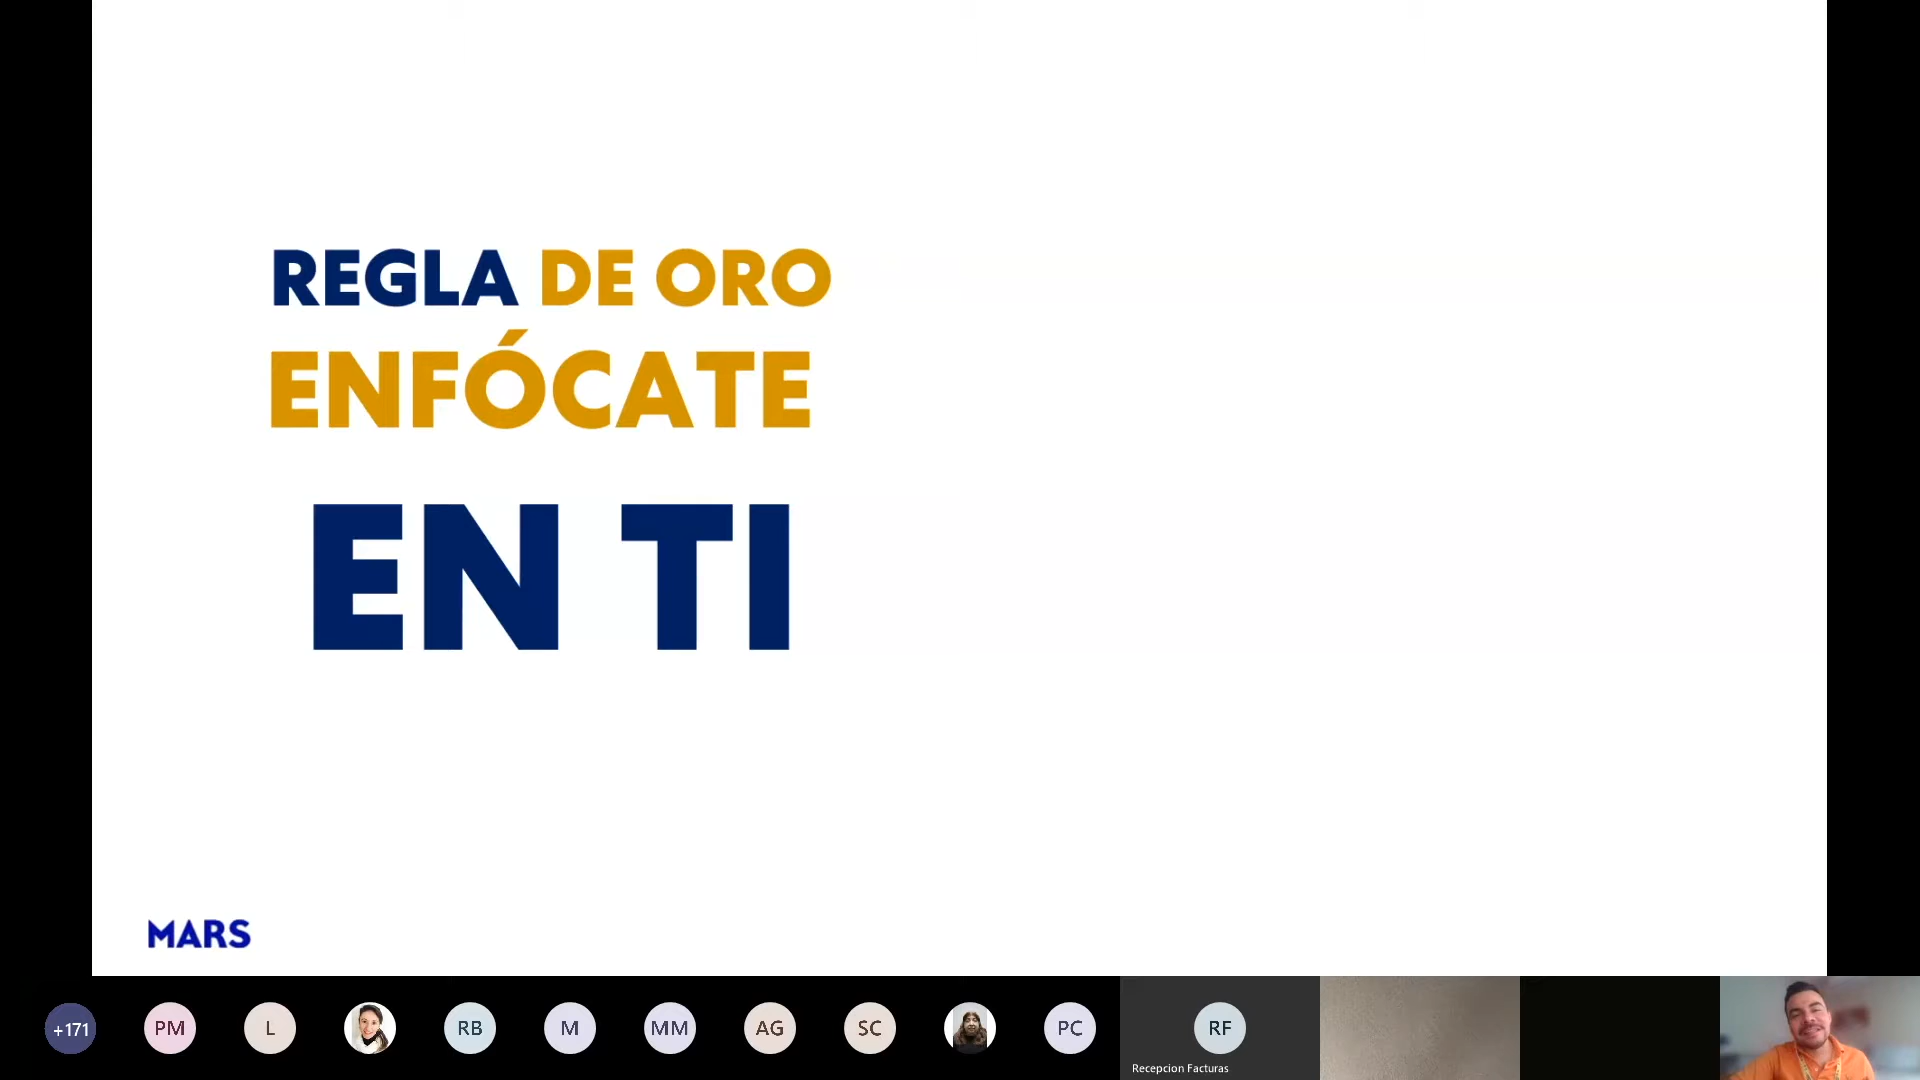 REGLA DE ORO
ENFÓCATE
EN TI
MARS
+171
PM
L
RB
M
MM
AG
SC
PC
RF
Recepcion Facturas